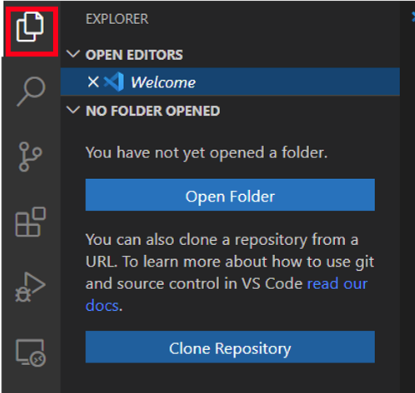 EXPLORER
OPEN EDITORS
Welcome
NO FOLDER OPENED
You have not yet opened a folder.
Open Folder
You can also clone a repository from a
URL. To learn more about how to use git
and source control in VS Code read our
docs.
Clone Repository